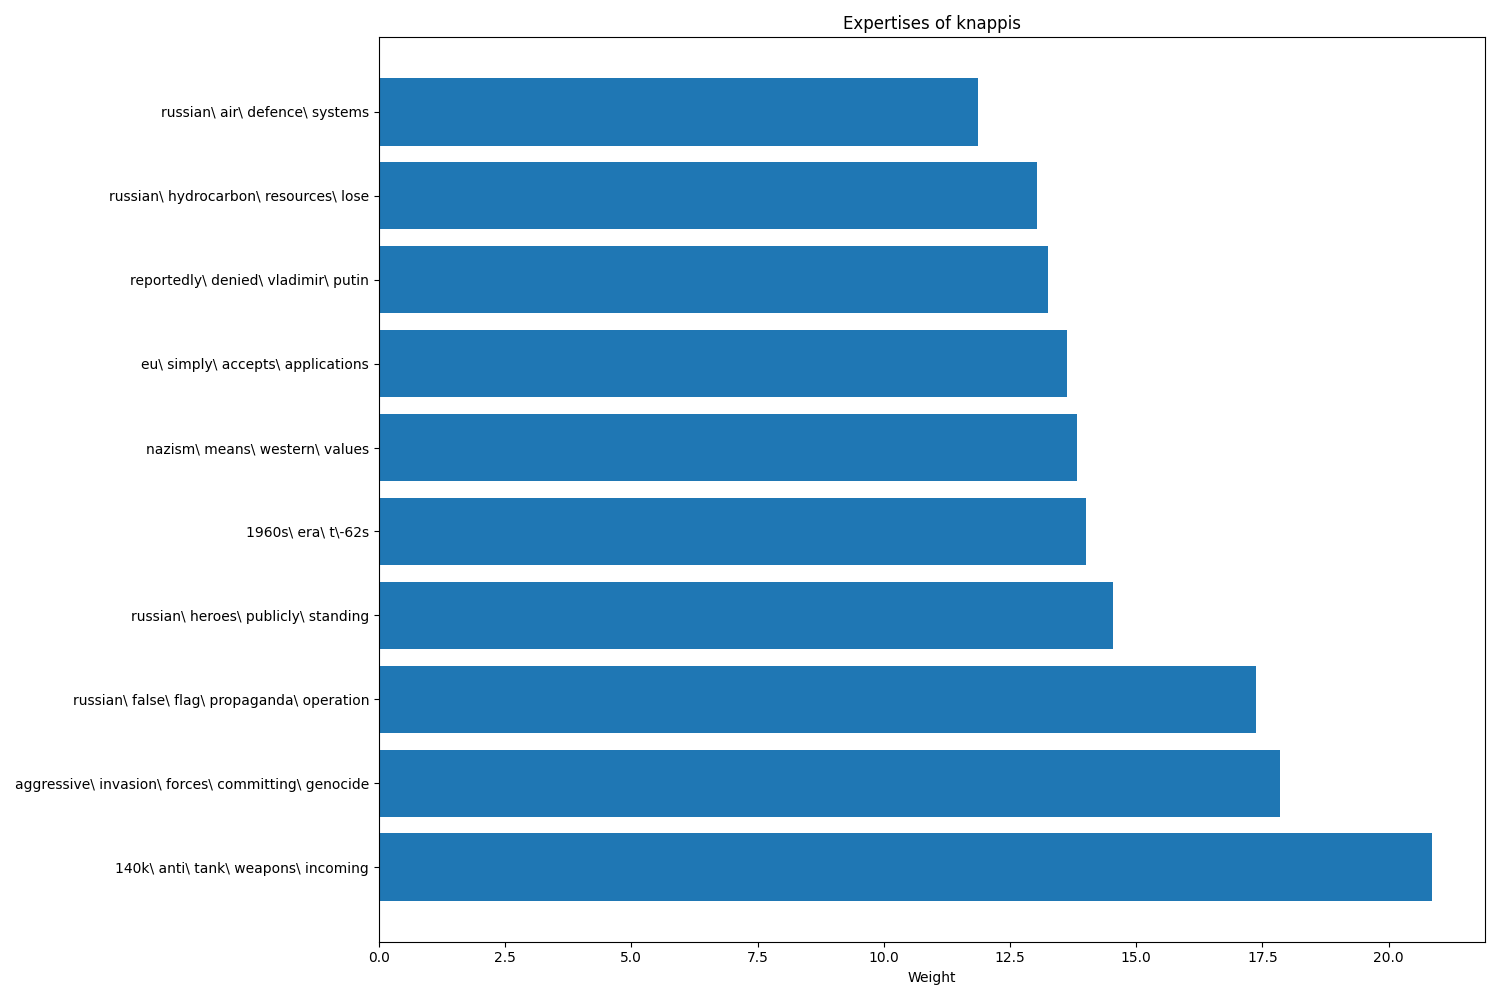 Expertises of knappis
russian\ air\ defence\ systems
russian\ hydrocarbon\ resources\ lose
reportedly\ denied\ vladimir\ putin
eu\ simply\ accepts\ applications
nazism\ means\ western\ values
1960s\ era\ t\-62s
russian\ heroes\ publicly\ standing
russian\ false\ flag\ propaganda\ operation
aggressive\ invasion\ forces\ committing\ genocide
140k\ anti\ tank\ weapons\ incoming
0.0 2.5 5.0 7.5 10.0 12.5 15.0 17.5 20.0
Weight